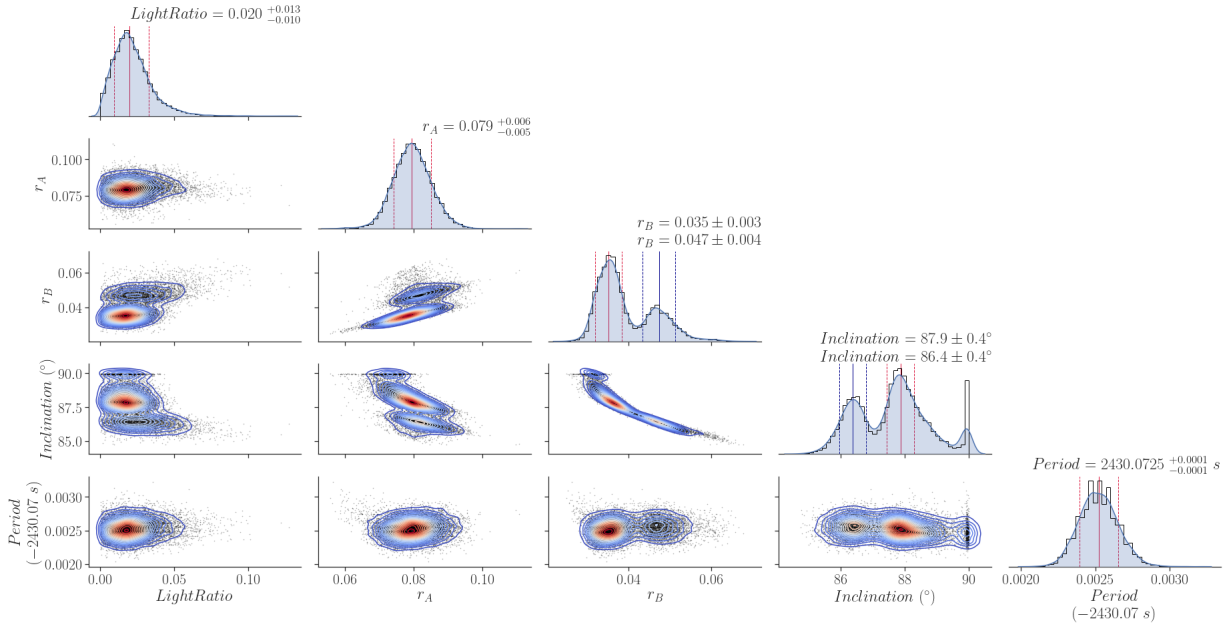 LightRatio = 0.020 +0.013 −0.010
r_A = 0.079 +0.006 −0.005
0.100
0.075
r_A
r_B = 0.035 ± 0.003
r_B = 0.047 ± 0.004
0.06
0.04
r_B
Inclination = 87.9 ± 0.4°
Inclination = 86.4 ± 0.4°
90.0
87.5
85.0
Inclination (°)
Period = 2430.0725 +0.0001 −0.0001 s
0.0030
0.0025
0.0020
Period
(−2430.07 s)
0.00 0.05 0.10
LightRatio
0.06 0.08 0.10
r_A
0.04 0.06
r_B
86 88 90
Inclination (°)
0.0020 0.0025 0.0030
Period
(−2430.07 s)